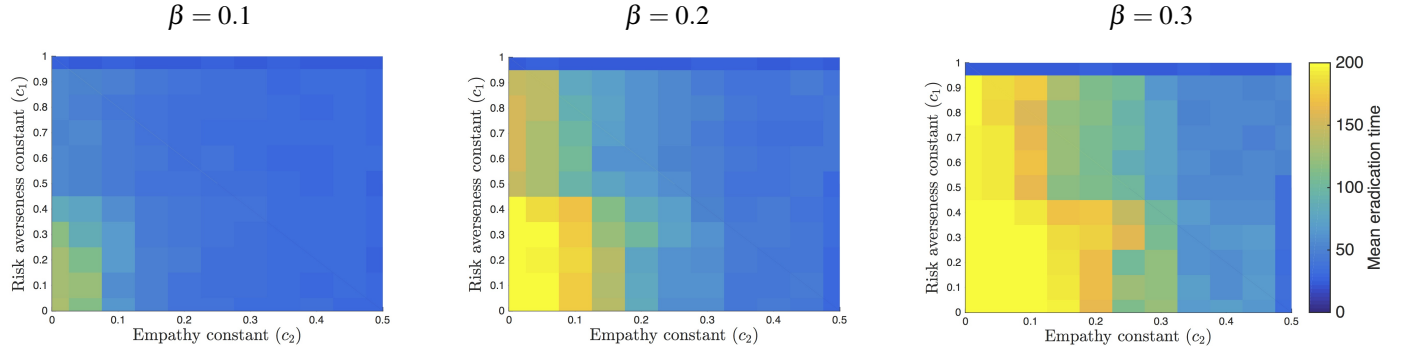 β = 0.1
β = 0.2
β = 0.3
Risk averseness constant (c₁)
1
0.9
0.8
0.7
0.6
0.5
0.4
0.3
0.2
0.1
0
0 0.1 0.2 0.3 0.4 0.5
Empathy constant (c₂)
Risk averseness constant (c₁)
1
0.9
0.8
0.7
0.6
0.5
0.4
0.3
0.2
0.1
0
0 0.1 0.2 0.3 0.4 0.5
Empathy constant (c₂)
Risk averseness constant (c₁)
1
0.9
0.8
0.7
0.6
0.5
0.4
0.3
0.2
0.1
0
0 0.1 0.2 0.3 0.4 0.5
Empathy constant (c₂)
200
150
100
50
0
Mean eradication time